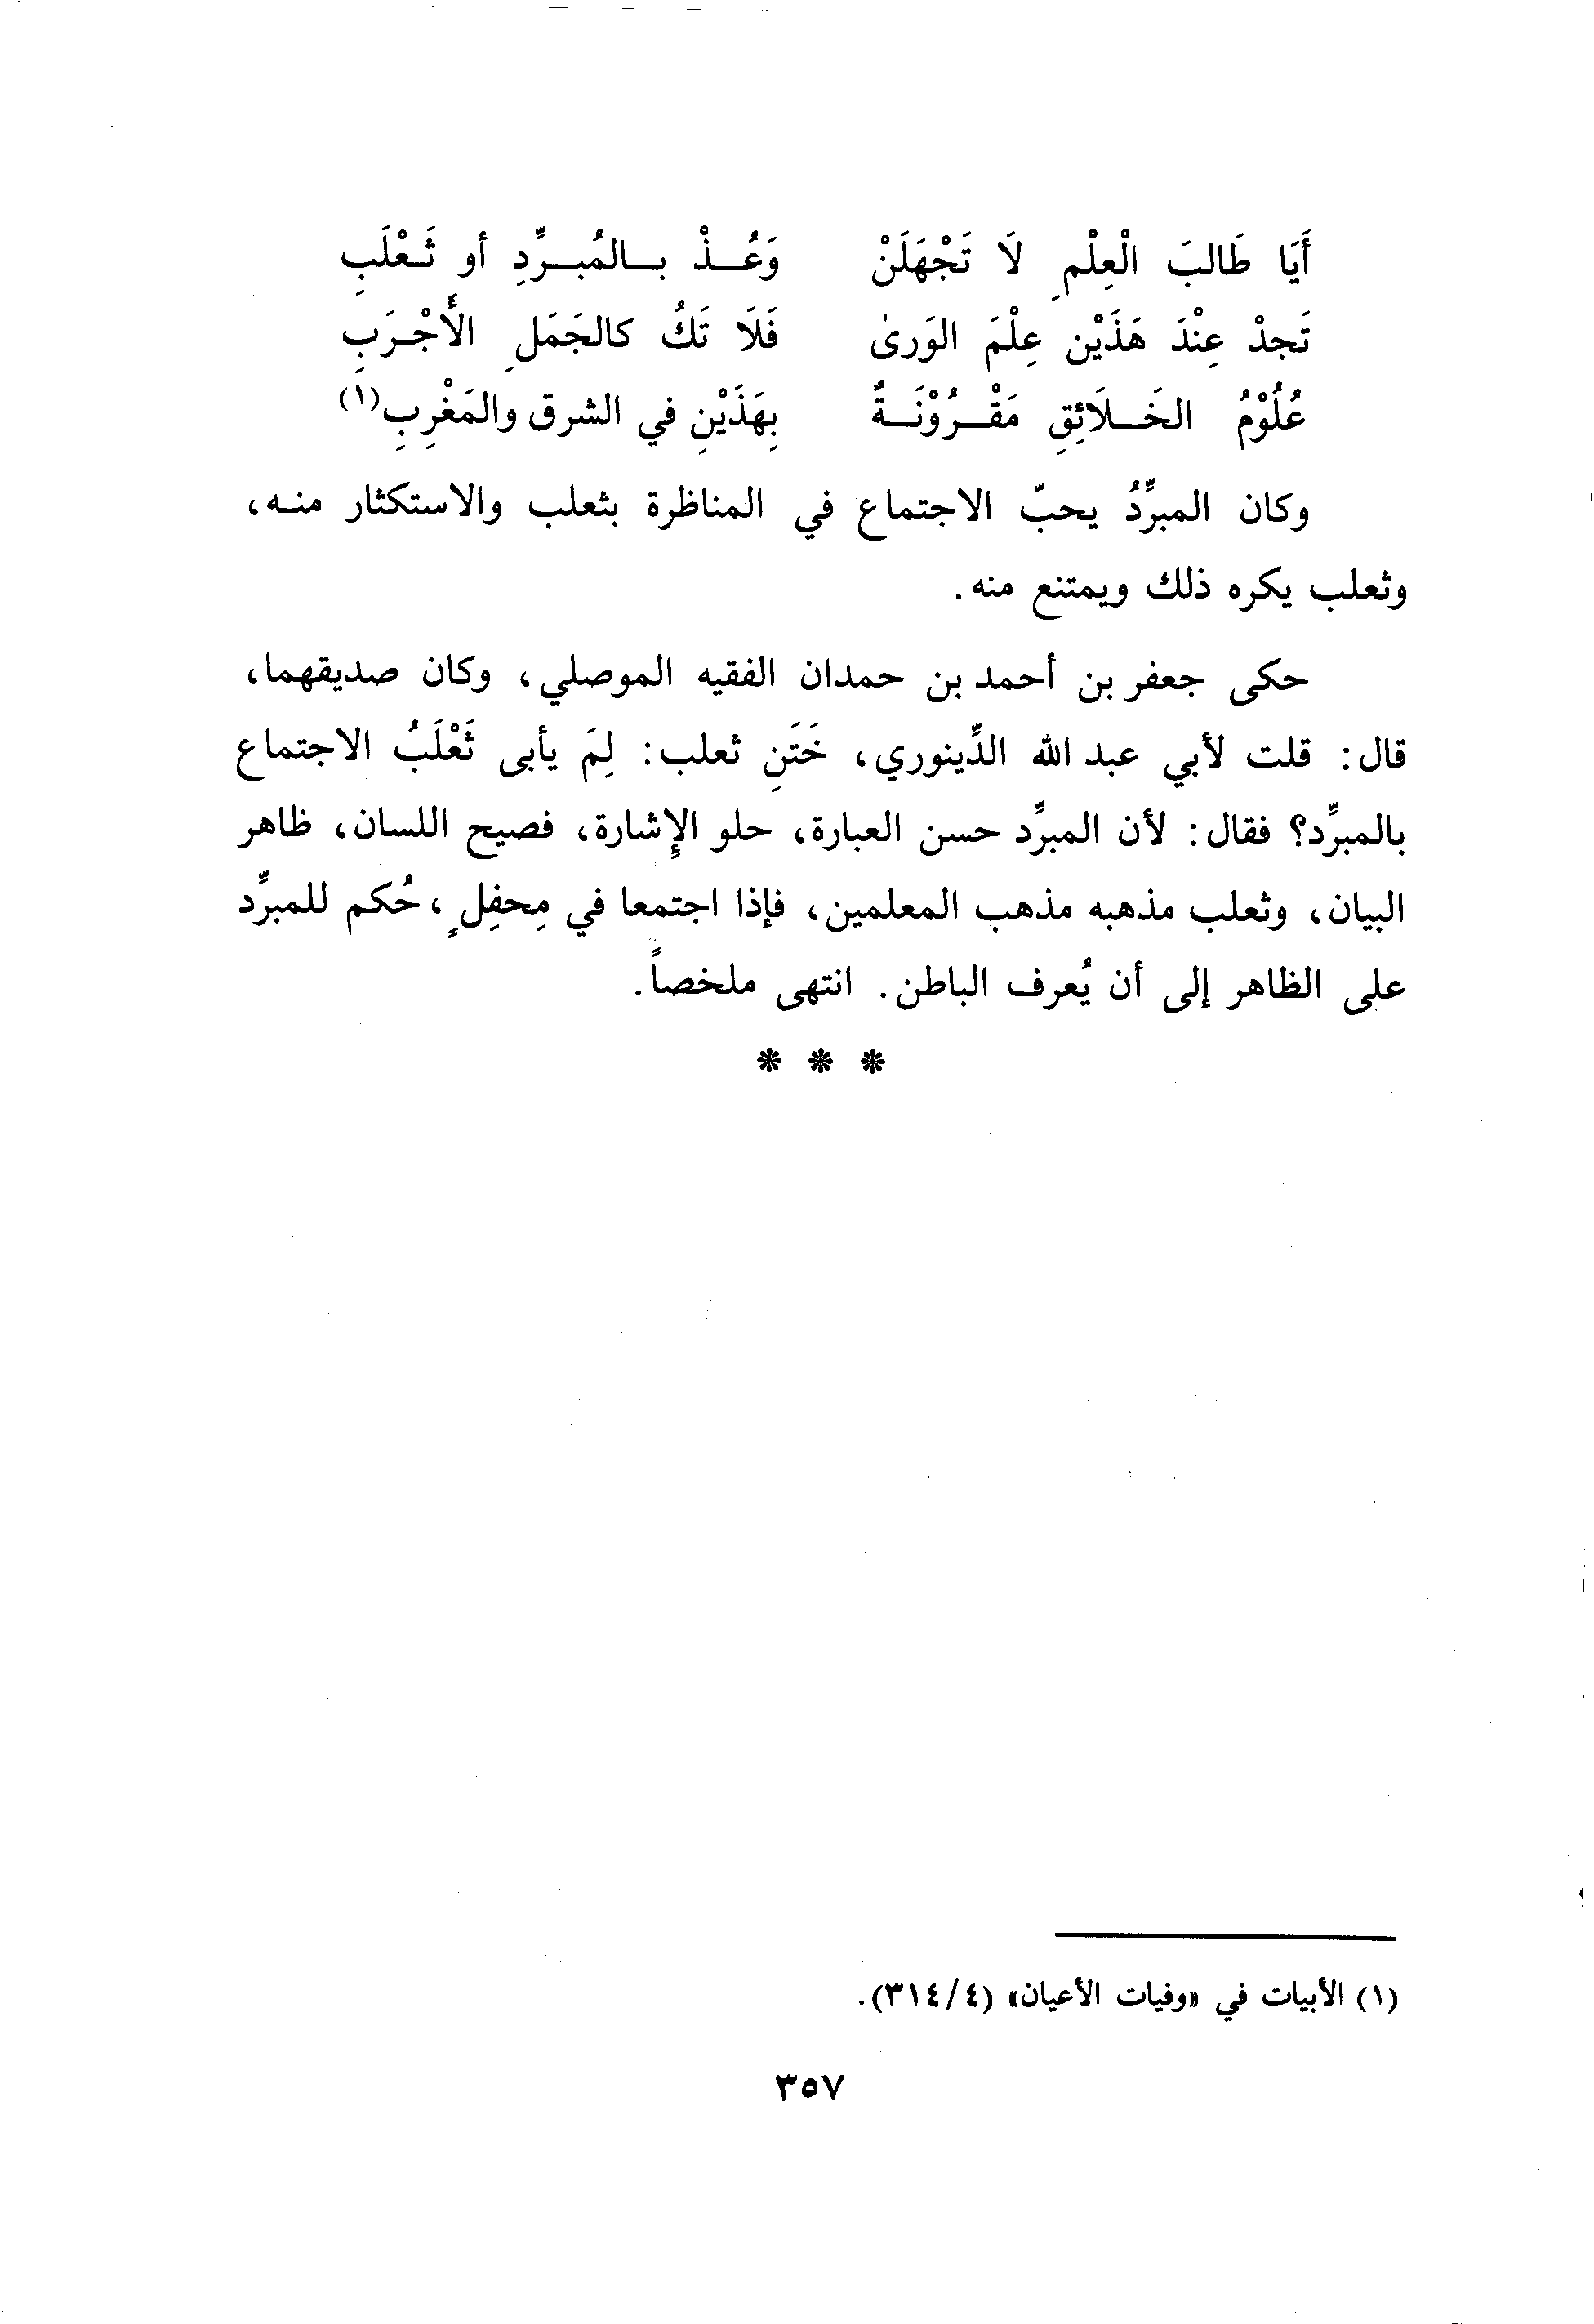 أَيَا طَالبَ الْعِلْمِ لَا تَجْهَلَنْ وَعُـذْ بـالمُبـرِّدِ أو ثَـعْلَبِ
تَجدْ عِنْدَ هَذَيْن عِلْمَ الوَرىٰ فَلَا تَكُ كالجَمَلِ الأَجْـرَبِ
عُلُوْمُ الخَـلَائِقِ مَقْـرُوْنَـةٌ بِهَذَيْنِ في الشرق والمَغْرِبِ(١)
وكان المبرِّدُ يحبّ الاجتماع في المناظرة بثعلب والاستكثار منـه،
وثعلب يكره ذلك ويمتنع منه.
حكى جعفر بن أحمد بن حمدان الفقيه الموصلي، وكان صديقهما،
قال: قلت لأبي عبد الله الدِّينوري، خَتَنِ ثعلب: لِمَ يأبى ثَعْلَبُ الاجتماع
بالمبرِّد؟ فقال: لأن المبرِّد حسن العبارة، حلو الإِشارة، فصيح اللسان، ظاهر
البيان، وثعلب مذهبه مذهب المعلمين، فإذا اجتمعا في مِحفِلٍ، حُكم للمبرِّد
على الظاهر إلى أن يُعرف الباطن. انتهى ملخصاً.
* * *
(١) الأبيات في «وفيات الأعيان» (٣١٤/٤).
٣٥٧